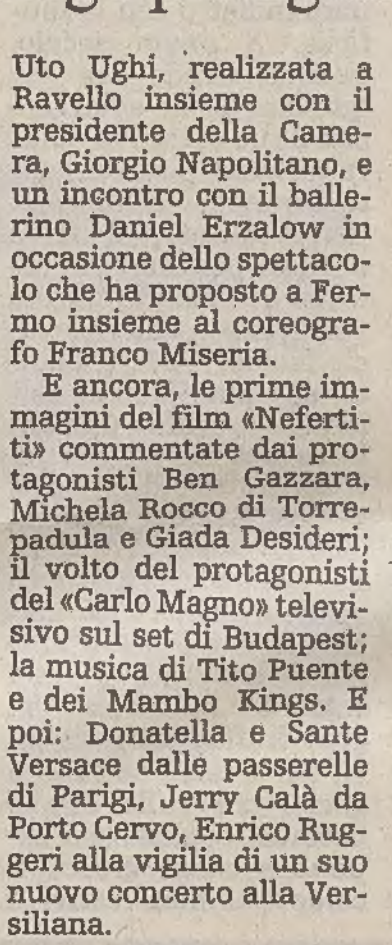 Uto Ughi, realizzata a
Ravello insieme con il
presidente della Came-
ra, Giorgio Napolitano, e
un incontro con il balle-
rino Daniel Erzalow in
occasione dello spettaco-
lo che ha proposto a Fer-
mo insieme al coreogra-
fo Franco Miseria.
E ancora, le prime im-
magini del film «Neferti-
ti» commentate dai pro-
tagonisti Ben Gazzara,
Michela Rocco di Torre-
padula e Giada Desideri;
il volto del protagonisti
del «Carlo Magno» televi-
sivo sul set di Budapest;
la musica di Tito Puente
e dei Mambo Kings. E
poi: Donatella e Sante
Versace dalle passerelle
di Parigi, Jerry Calà da
Porto Cervo, Enrico Rug-
geri alla vigilia di un suo
nuovo concerto alla Ver-
siliana.